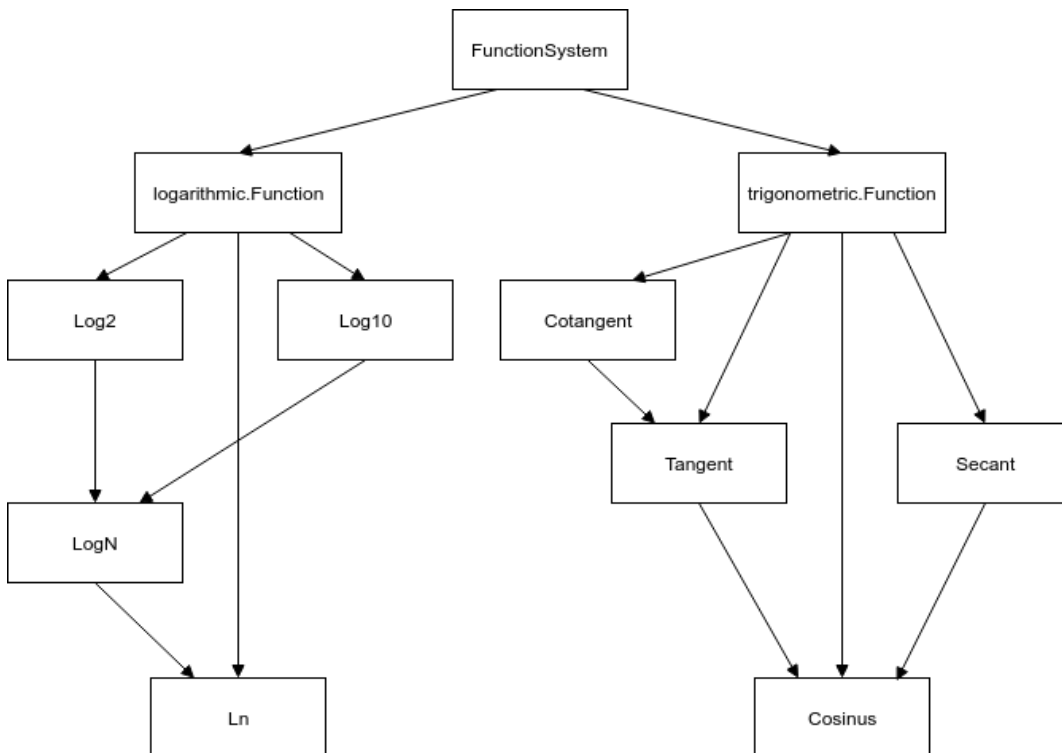 FunctionSystem
logarithmic.Function
trigonometric.Function
Log2
Log10
Cotangent
Tangent
Secant
LogN
Ln
Cosinus